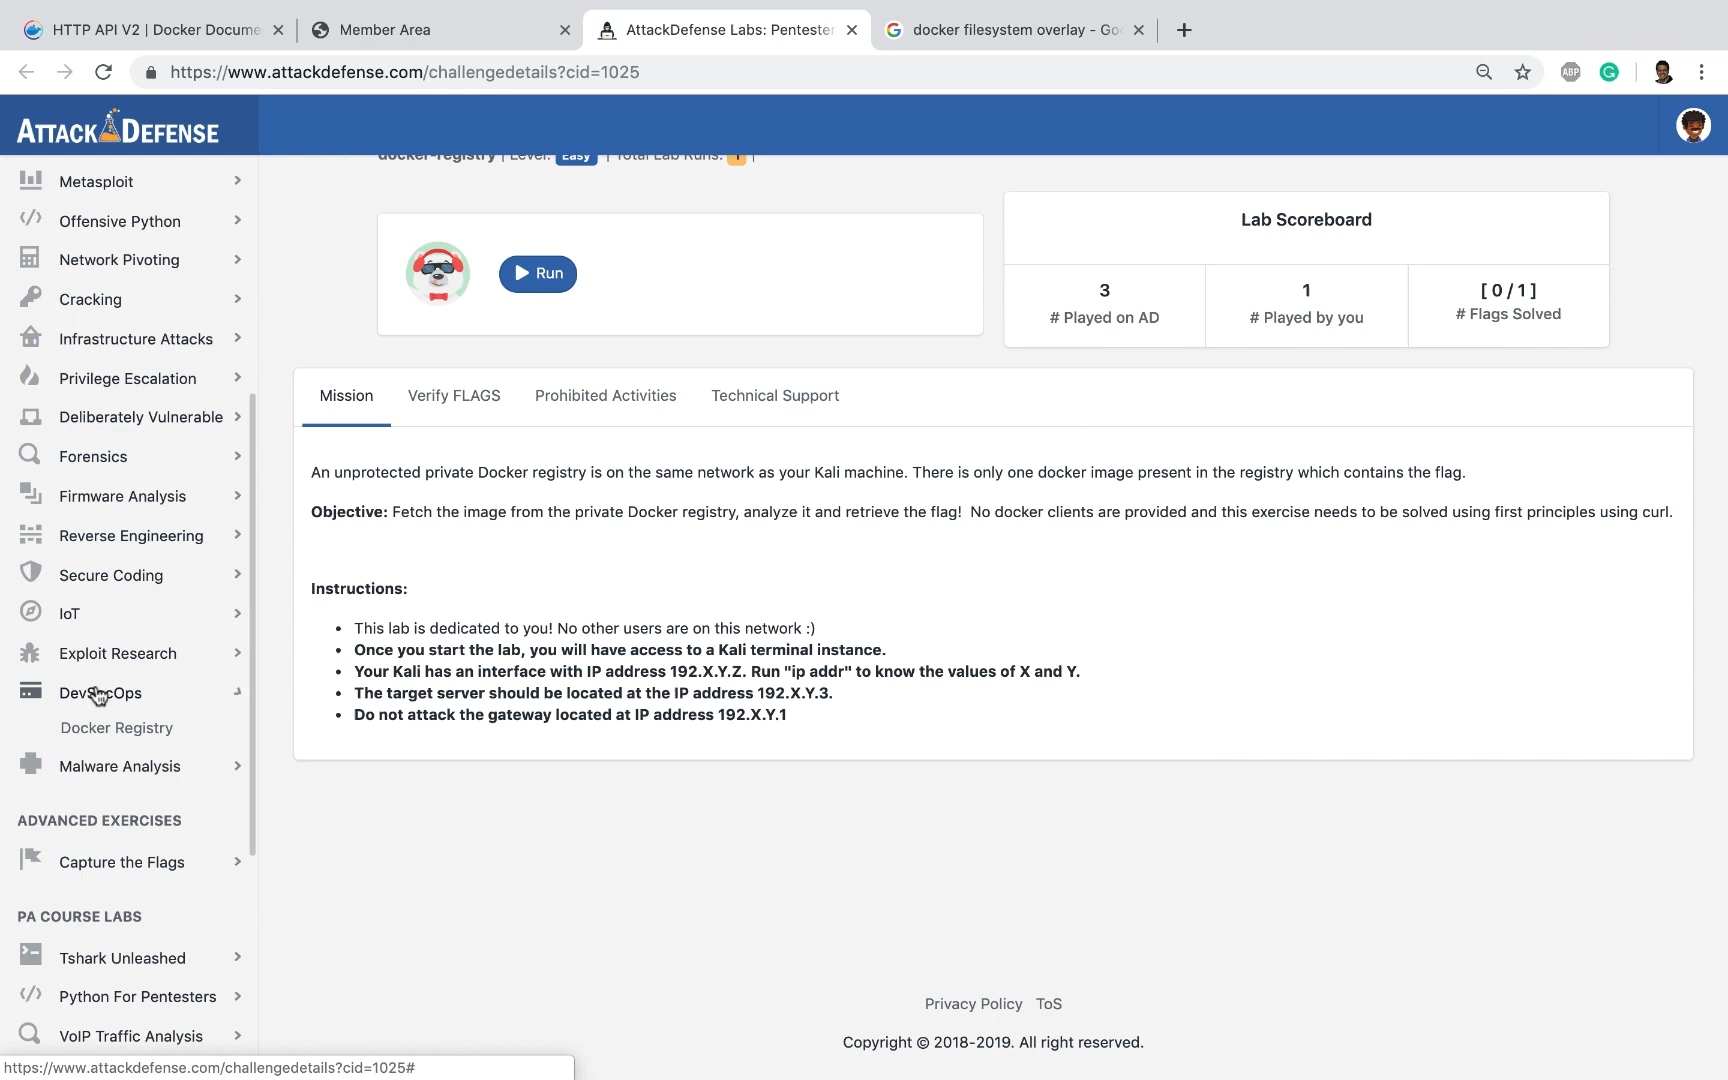 HTTP API V2 | Docker Docume
Member Area
AttackDefense Labs: Pentester
docker filesystem overlay - Goo
https://www.attackdefense.com/challengedetails?cid=1025
ABP
ATTACK DEFENSE
docker-registry | Level: Easy | Total Lab Runs: 1 |
Metasploit
Offensive Python
Network Pivoting
Cracking
Infrastructure Attacks
Privilege Escalation
Deliberately Vulnerable
Forensics
Firmware Analysis
Reverse Engineering
Secure Coding
IoT
Exploit Research
DevSecOps
Docker Registry
Malware Analysis
ADVANCED EXERCISES
Capture the Flags
PA COURSE LABS
Tshark Unleashed
Python For Pentesters
VoIP Traffic Analysis
Run
Lab Scoreboard
3
# Played on AD
1
# Played by you
[ 0 / 1 ]
# Flags Solved
Mission
Verify FLAGS
Prohibited Activities
Technical Support
An unprotected private Docker registry is on the same network as your Kali machine. There is only one docker image present in the registry which contains the flag.
Objective: Fetch the image from the private Docker registry, analyze it and retrieve the flag! No docker clients are provided and this exercise needs to be solved using first principles using curl.
Instructions:
• This lab is dedicated to you! No other users are on this network :)
• Once you start the lab, you will have access to a Kali terminal instance.
• Your Kali has an interface with IP address 192.X.Y.Z. Run "ip addr" to know the values of X and Y.
• The target server should be located at the IP address 192.X.Y.3.
• Do not attack the gateway located at IP address 192.X.Y.1
Privacy Policy ToS
Copyright © 2018-2019. All right reserved.
https://www.attackdefense.com/challengedetails?cid=1025#